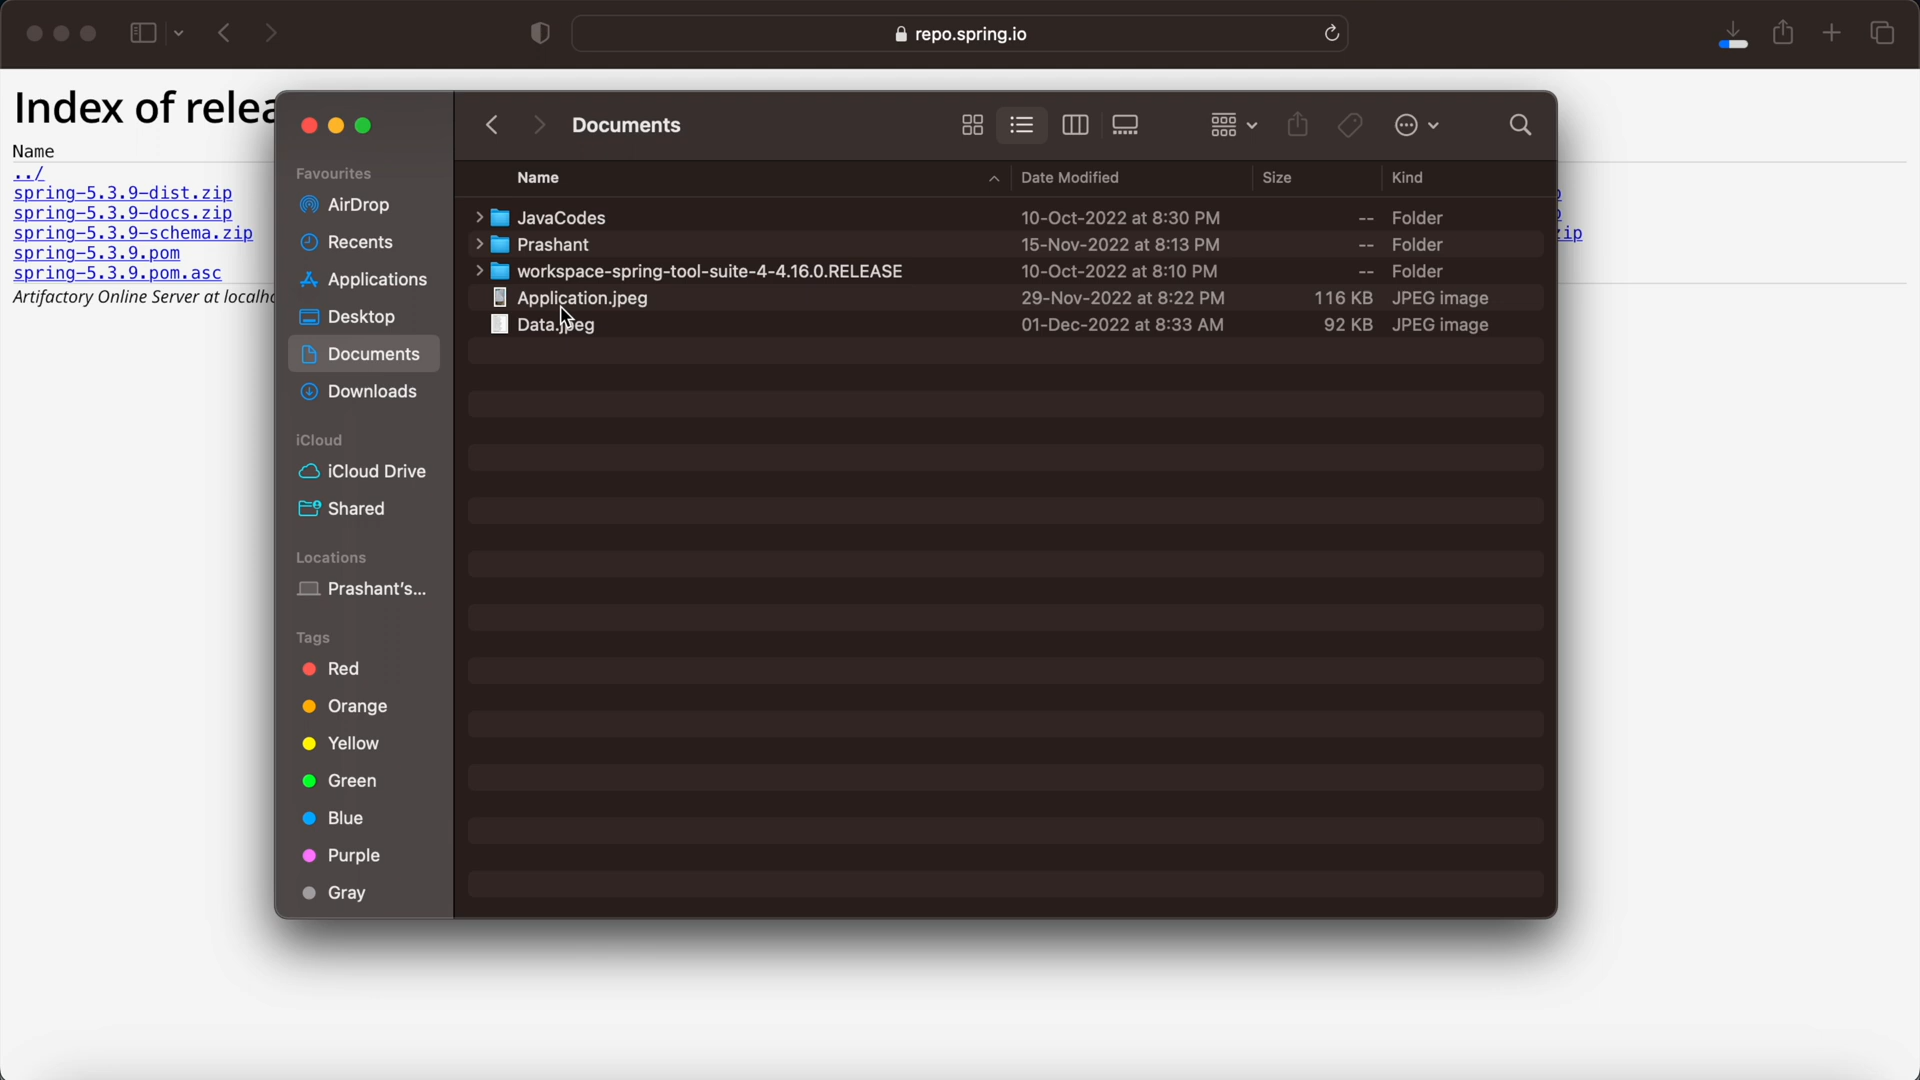 repo.spring.io
Index of relea
Name
../
spring-5.3.9-dist.zip
spring-5.3.9-docs.zip
spring-5.3.9-schema.zip
zip
spring-5.3.9.pom
spring-5.3.9.pom.asc
Artifactory Online Server at localho
Favourites
AirDrop
Recents
Applications
Desktop
Documents
Downloads
iCloud
iCloud Drive
Shared
Locations
Prashant's...
Tags
Red
Orange
Yellow
Green
Blue
Purple
Gray
Documents
Name Date Modified Size Kind
JavaCodes 10-Oct-2022 at 8:30 PM -- Folder
Prashant 15-Nov-2022 at 8:13 PM -- Folder
workspace-spring-tool-suite-4-4.16.0.RELEASE 10-Oct-2022 at 8:10 PM -- Folder
Application.jpeg 29-Nov-2022 at 8:22 PM 116 KB JPEG image
Data.jpeg 01-Dec-2022 at 8:33 AM 92 KB JPEG image